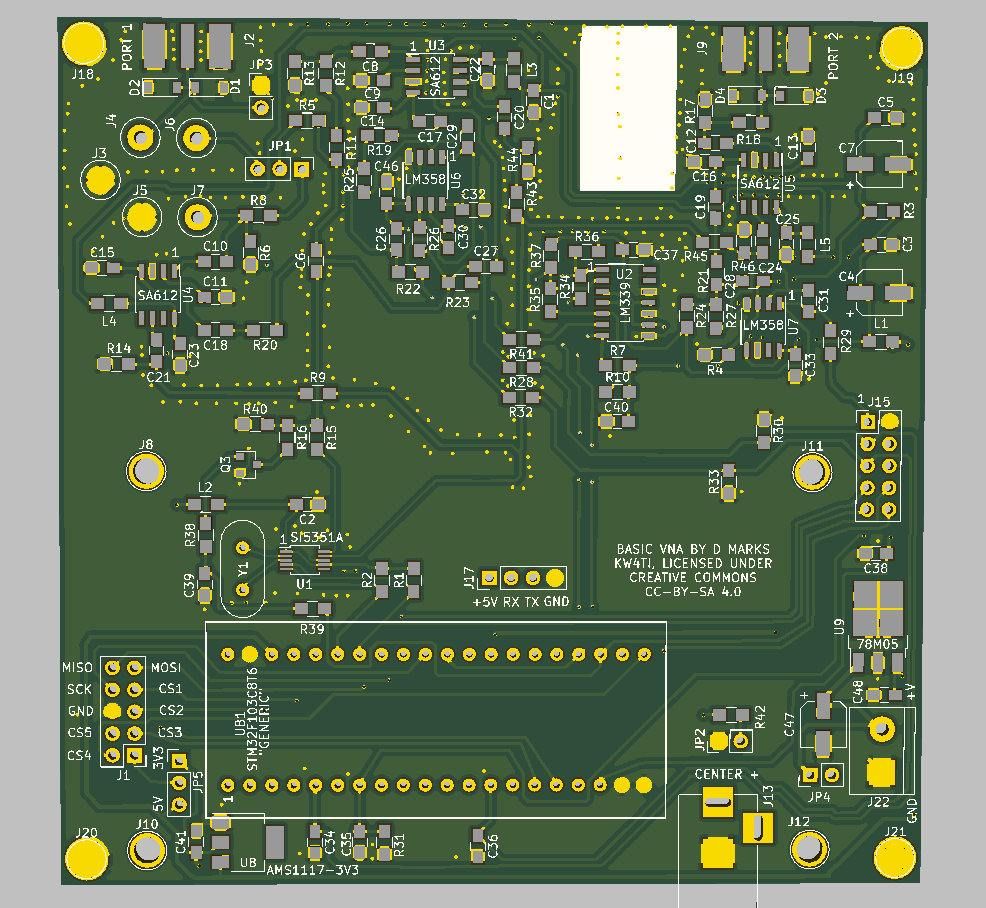 PORT 1
J2
J18
D2
D1
JP3
R13
R12
C8
1
U3
SA612
C22
L3
J9
PORT 2
J19
D4
D3
R17
C5
C9
R5
C14
C17
C20
C1
R18
C13
C12
C7
+
J4
J6
J3
JP1
R11
R19
C29
R44
C16
1
SA612
U5
R25
C46
LM358
1
U6
R43
C19
R3
J5
J7
R8
C32
C26
R26
C30
C25
L5
C3
C15
1
C10
R6
C6
R22
C27
R23
R37
R36
C37
R45
R46
C24
C4
+
SA612
U4
C11
L4
C18
R20
R35
R34
U2
LM339
1
R21
C28
R24
R27
LM358
1
U7
C31
R29
L1
R14
C21
C23
R41
R7
R4
C33
R9
R28
R10
R32
C40
1
J15
R40
R16
R15
Q3
R30
J8
J11
R33
L2
C2
R38
SI5351A
1
U1
Y1
C39
R2
R1
J17
+5V RX TX GND
R39
BASIC VNA BY D MARKS
KW4TI, LICENSED UNDER
CREATIVE COMMONS
CC-BY-SA 4.0
C38
U9
78M05
MISO
MOSI
SCK
CS1
GND
CS2
CS5
CS3
CS4
J1
3V3
5V
JP5
UB1
STM32F103C8T6
"GENERIC"
1
C48
+V
R42
JP2
C47
+
JP4
J22
GND
CENTER +
J13
J20
J10
C41
U8
AMS1117-3V3
C34
C35
R31
C36
J12
J21